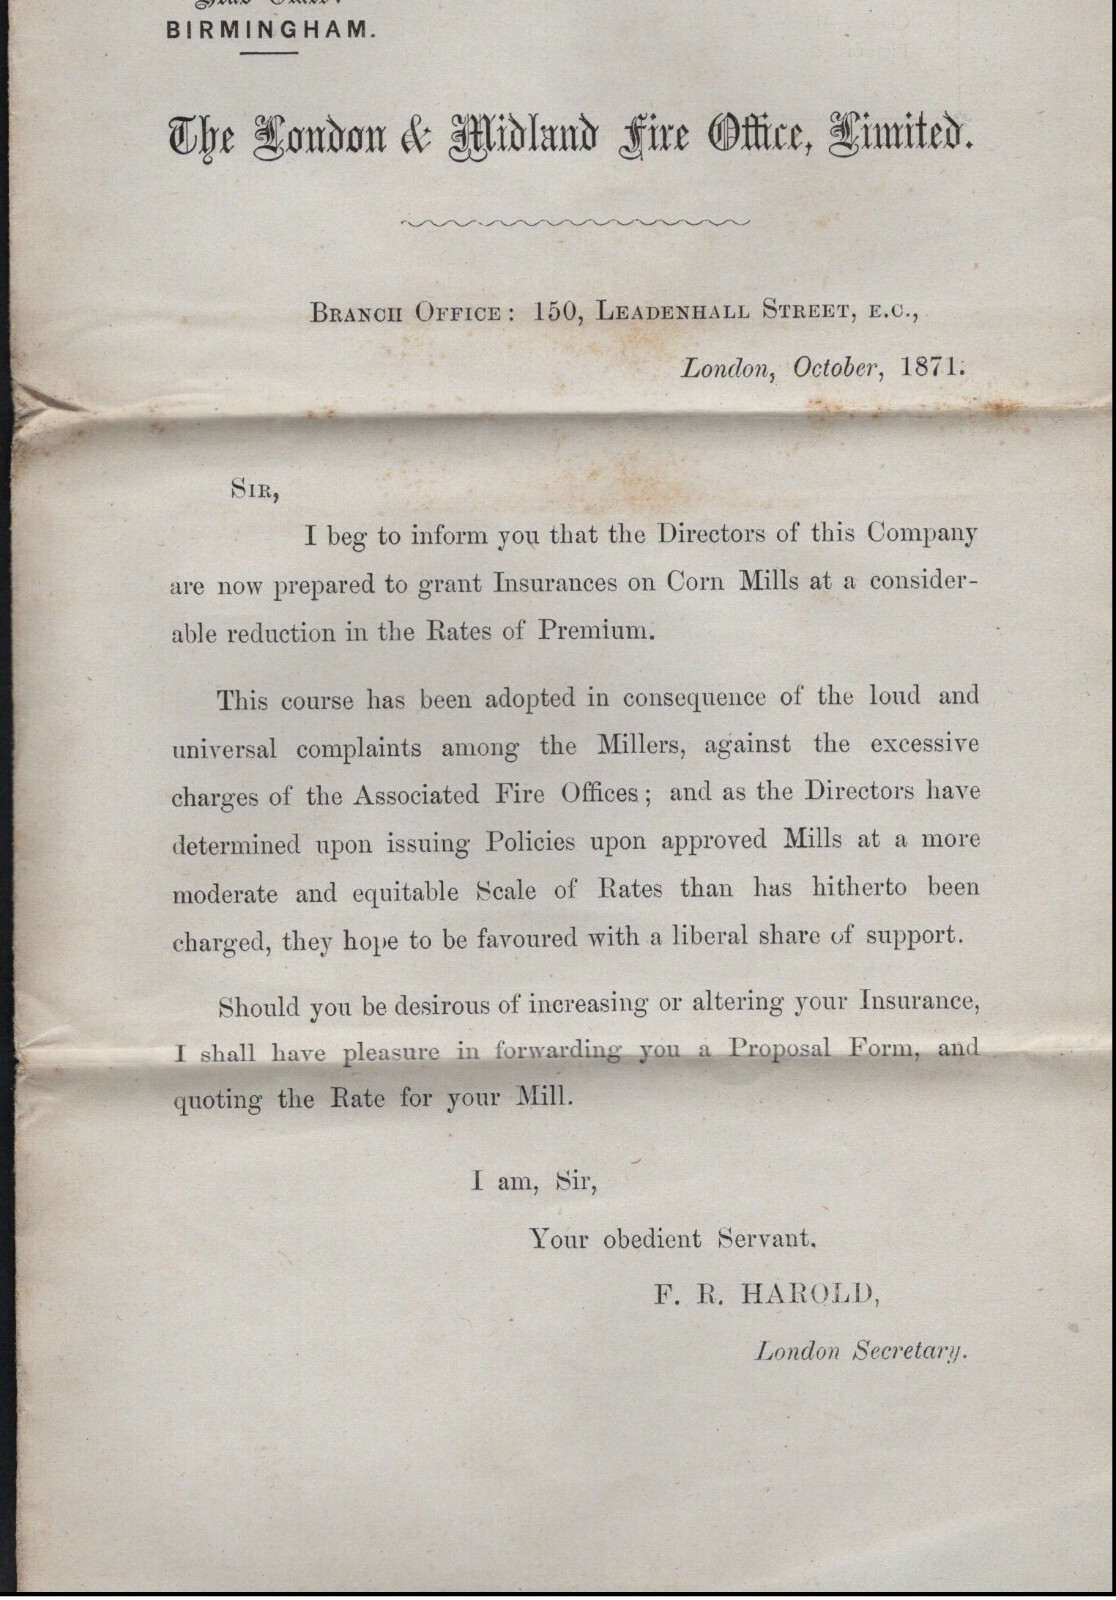 Head Office:
BIRMINGHAM.
The London & Midland Fire Office, Limited.
BRANCH OFFICE: 150, LEADENHALL STREET, E.C.,
London, October, 1871.
SIR,
I beg to inform you that the Directors of this Company
are now prepared to grant Insurances on Corn Mills at a consider-
able reduction in the Rates of Premium.
This course has been adopted in consequence of the loud and
universal complaints among the Millers, against the excessive
charges of the Associated Fire Offices; and as the Directors have
determined upon issuing Policies upon approved Mills at a more
moderate and equitable Scale of Rates than has hitherto been
charged, they hope to be favoured with a liberal share of support.
Should you be desirous of increasing or altering your Insurance,
I shall have pleasure in forwarding you a Proposal Form, and
quoting the Rate for your Mill.
I am, Sir,
Your obedient Servant.
F. R. HAROLD,
London Secretary.